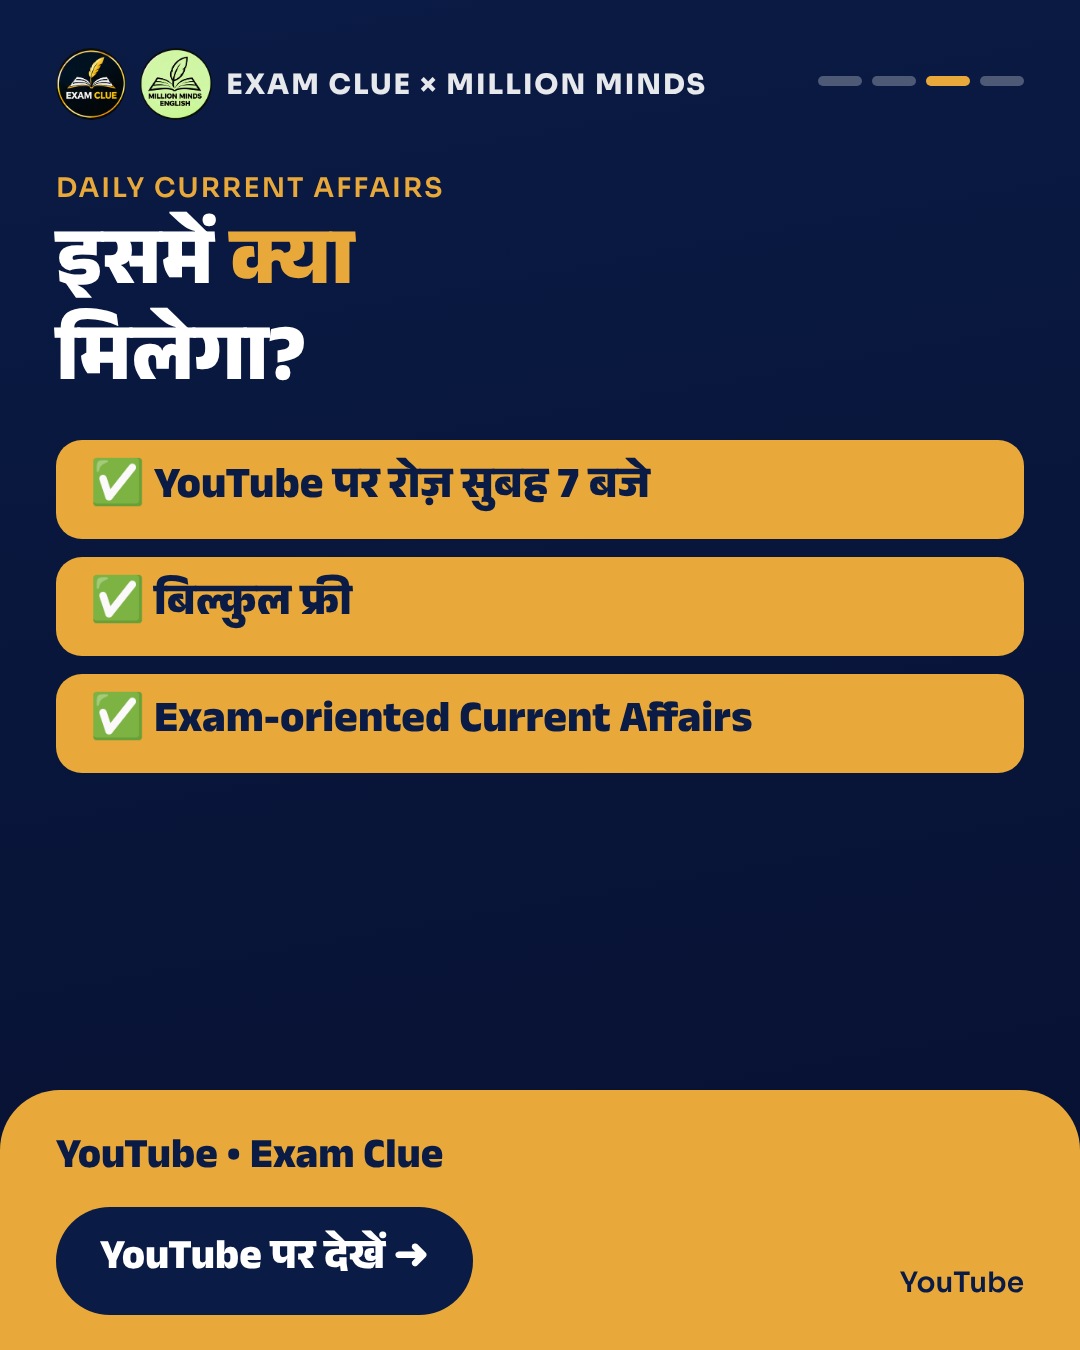 EXAM CLUE
MILLION MINDS
ENGLISH
EXAM CLUE × MILLION MINDS
DAILY CURRENT AFFAIRS
इसमें क्या
मिलेगा?
✅ YouTube पर रोज़ सुबह 7 बजे
✅ बिल्कुल फ्री
✅ Exam-oriented Current Affairs
YouTube • Exam Clue
YouTube पर देखें →
YouTube